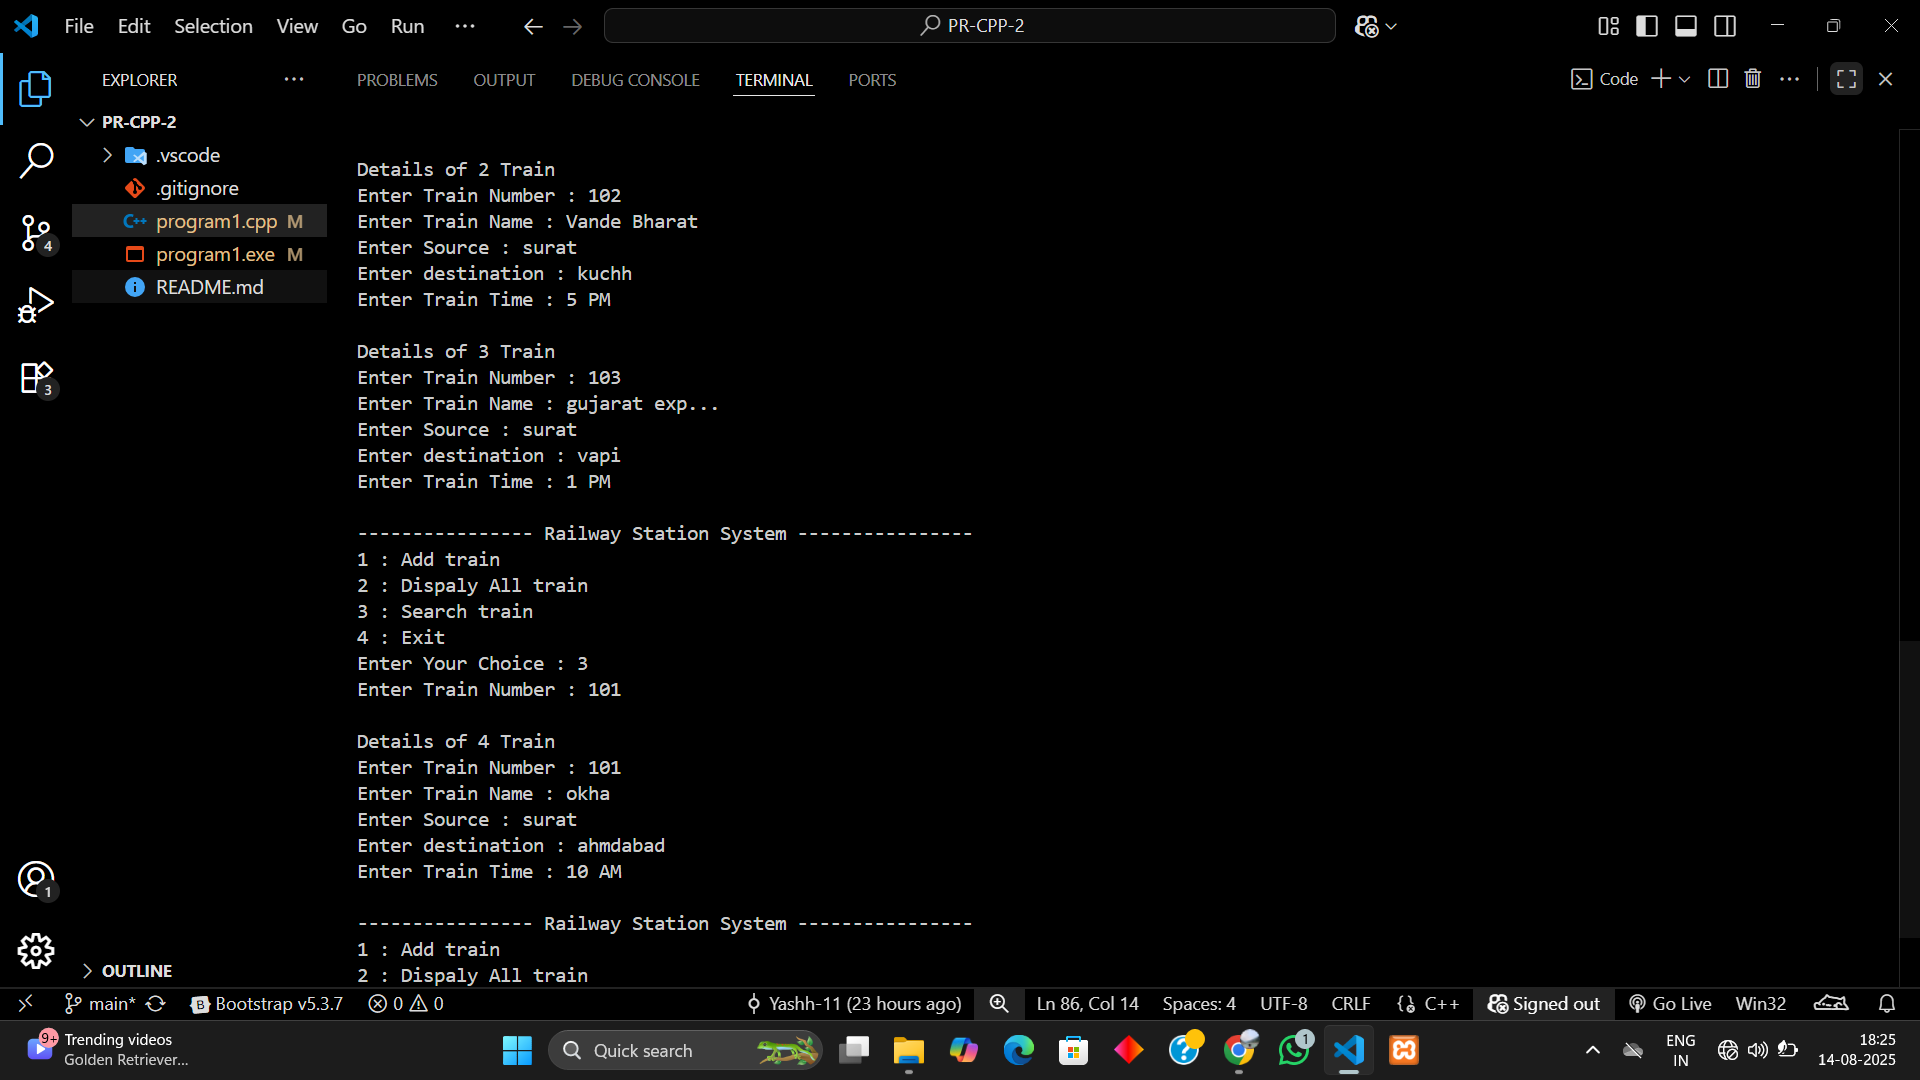 File Edit Selection View Go Run ... PR-CPP-2
EXPLORER ...
PROBLEMS OUTPUT DEBUG CONSOLE TERMINAL PORTS
Code
PR-CPP-2
.vscode
.gitignore
program1.cpp M
program1.exe M
README.md
4
3
1
OUTLINE
Details of 2 Train
Enter Train Number : 102
Enter Train Name : Vande Bharat
Enter Source : surat
Enter destination : kuchh
Enter Train Time : 5 PM
Details of 3 Train
Enter Train Number : 103
Enter Train Name : gujarat exp...
Enter Source : surat
Enter destination : vapi
Enter Train Time : 1 PM
---------------- Railway Station System ----------------
1 : Add train
2 : Dispaly All train
3 : Search train
4 : Exit
Enter Your Choice : 3
Enter Train Number : 101
Details of 4 Train
Enter Train Number : 101
Enter Train Name : okha
Enter Source : surat
Enter destination : ahmdabad
Enter Train Time : 10 AM
---------------- Railway Station System ----------------
1 : Add train
2 : Dispaly All train
main* B Bootstrap v5.3.7 0 0 Yashh-11 (23 hours ago) Ln 86, Col 14 Spaces: 4 UTF-8 CRLF C++ Signed out Go Live Win32
9+ Trending videos
Golden Retriever...
Quick search
1
ENG
IN
18:25
14-08-2025